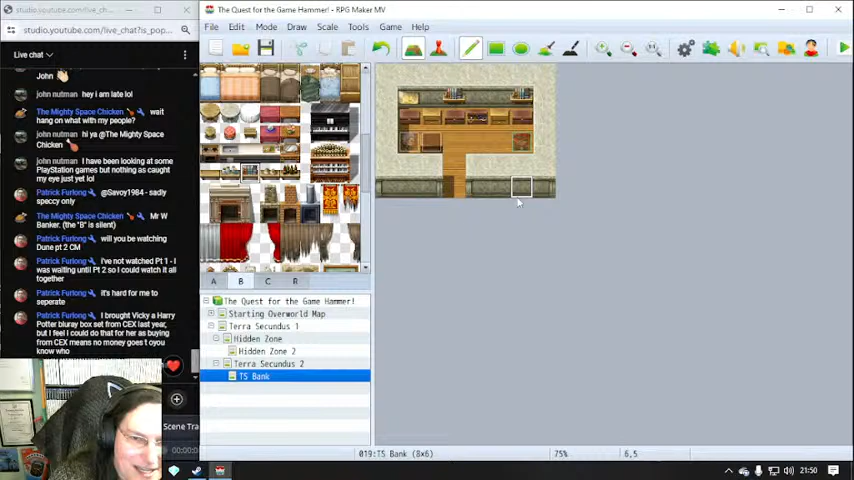 studio.youtube.com/live_chat?is_pop...
The Quest for the Game Hammer! - RPG Maker MV
studio.youtube.com/live_chat?is_pop...
File Edit Mode Draw Scale Tools Game Help
Live chat
John
john nutman hey i am late lol
The Mighty Space Chicken wait
hang on what with my people?
john nutman hi ya @The Mighty
Space Chicken
john nutman I have been looking at some
PlayStation games but nothing as caught
my eye just yet lol
Patrick Furlong @Savoy1984 - sadly
speccy only
The Mighty Space Chicken Mr W
Banker. (the "B" is silent)
Patrick Furlong will you be watching
Dune pt 2 CM
Patrick Furlong i've not watched Pt 1 - I
was waiting until Pt 2 so I could watch it all
together
Patrick Furlong it's hard for me to
seperate
Patrick Furlong I brought Vicky a Harry
Potter bluray box set from CEX last year,
but I feel I could do that for her as buying
from CEX means no money goes t oyou
know who
A B C R
The Quest for the Game Hammer!
Starting Overworld Map
Terra Secundus 1
Hidden Zone
Hidden Zone 2
Terra Secundus 2
TS Bank
Scene Tra
019:TS Bank (8×6) 75% 6,5
21:50